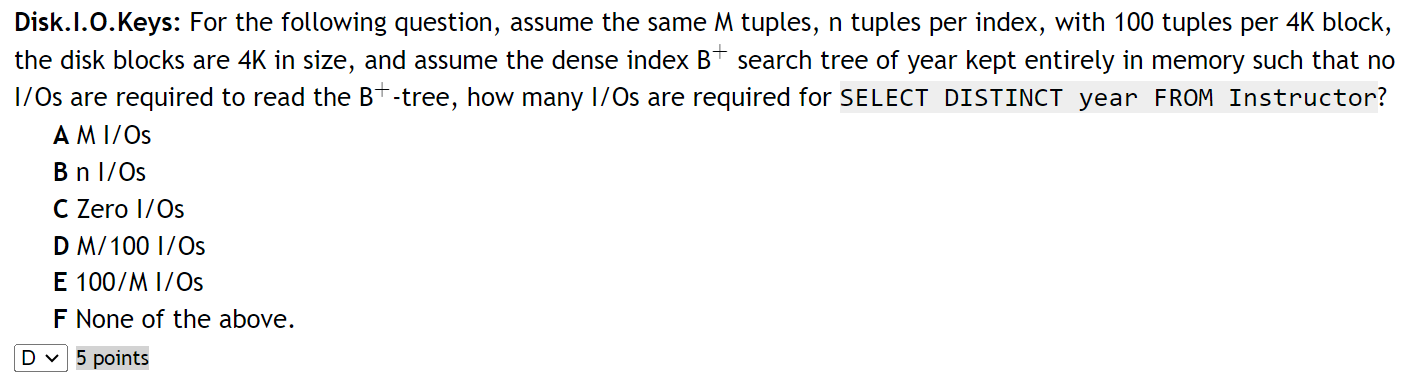 Disk.I.O.Keys: For the following question, assume the same M tuples, n tuples per index, with 100 tuples per 4K block,
the disk blocks are 4K in size, and assume the dense index B⁺ search tree of year kept entirely in memory such that no
I/Os are required to read the B⁺-tree, how many I/Os are required for SELECT DISTINCT year FROM Instructor?
A M I/Os
B n I/Os
C Zero I/Os
D M/100 I/Os
E 100/M I/Os
F None of the above.
D 5 points